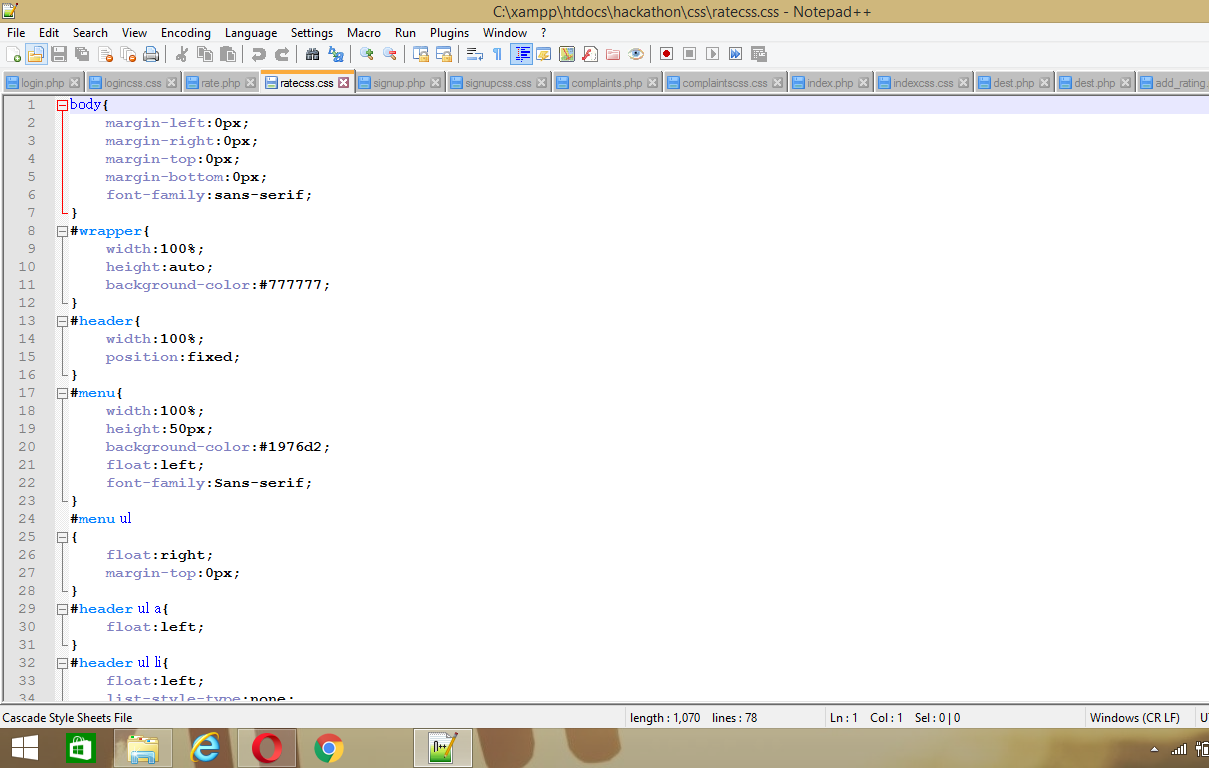 C:\xampp\htdocs\hackathon\css\ratecss.css - Notepad++
File Edit Search View Encoding Language Settings Macro Run Plugins Window ?
login.php logincss.css rate.php ratecss.css signup.php signupcss.css complaints.php complaintscss.css index.php indexcss.css dest.php dest.php add_rating.
1 body{
2 margin-left:0px;
3 margin-right:0px;
4 margin-top:0px;
5 margin-bottom:0px;
6 font-family:sans-serif;
7 }
8 #wrapper{
9 width:100%;
10 height:auto;
11 background-color:#777777;
12 }
13 #header{
14 width:100%;
15 position:fixed;
16 }
17 #menu{
18 width:100%;
19 height:50px;
20 background-color:#1976d2;
21 float:left;
22 font-family:Sans-serif;
23 }
24 #menu ul
25 {
26 float:right;
27 margin-top:0px;
28 }
29 #header ul a{
30 float:left;
31 }
32 #header ul li{
33 float:left;
34 list-style-type:none;
Cascade Style Sheets File length : 1,070 lines : 78 Ln : 1 Col : 1 Sel : 0 | 0 Windows (CR LF) U